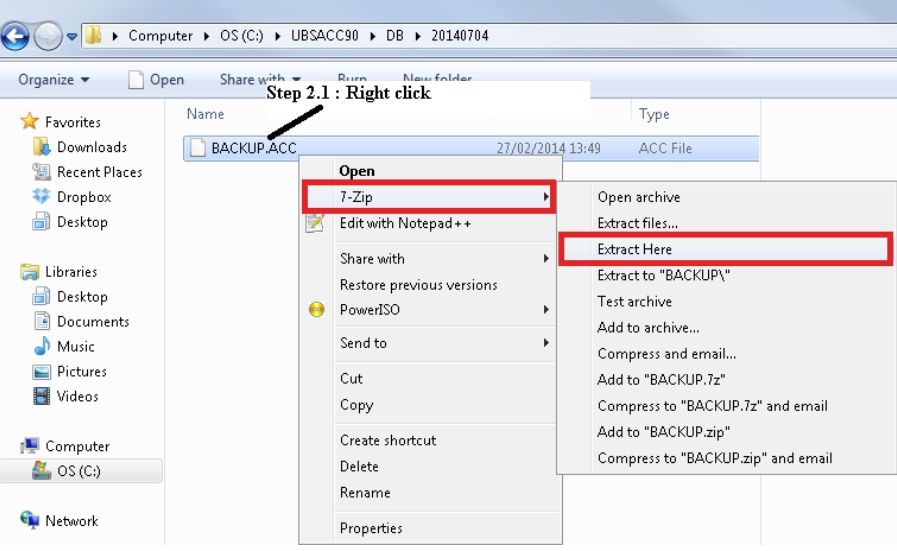 Computer ▸ OS (C:) ▸ UBSACC90 ▸ DB ▸ 20140704
Organize Open Share with Burn New folder
Step 2.1 : Right click
Name Type
BACKUP.ACC 27/02/2014 13:49 ACC File
Favorites
Downloads
Recent Places
Dropbox
Desktop
Libraries
Desktop
Documents
Music
Pictures
Videos
Computer
OS (C:)
Network
Open
7-Zip
Edit with Notepad++
Share with
Restore previous versions
PowerISO
Send to
Cut
Copy
Create shortcut
Delete
Rename
Properties
Open archive
Extract files...
Extract Here
Extract to "BACKUP\"
Test archive
Add to archive...
Compress and email...
Add to "BACKUP.7z"
Compress to "BACKUP.7z" and email
Add to "BACKUP.zip"
Compress to "BACKUP.zip" and email